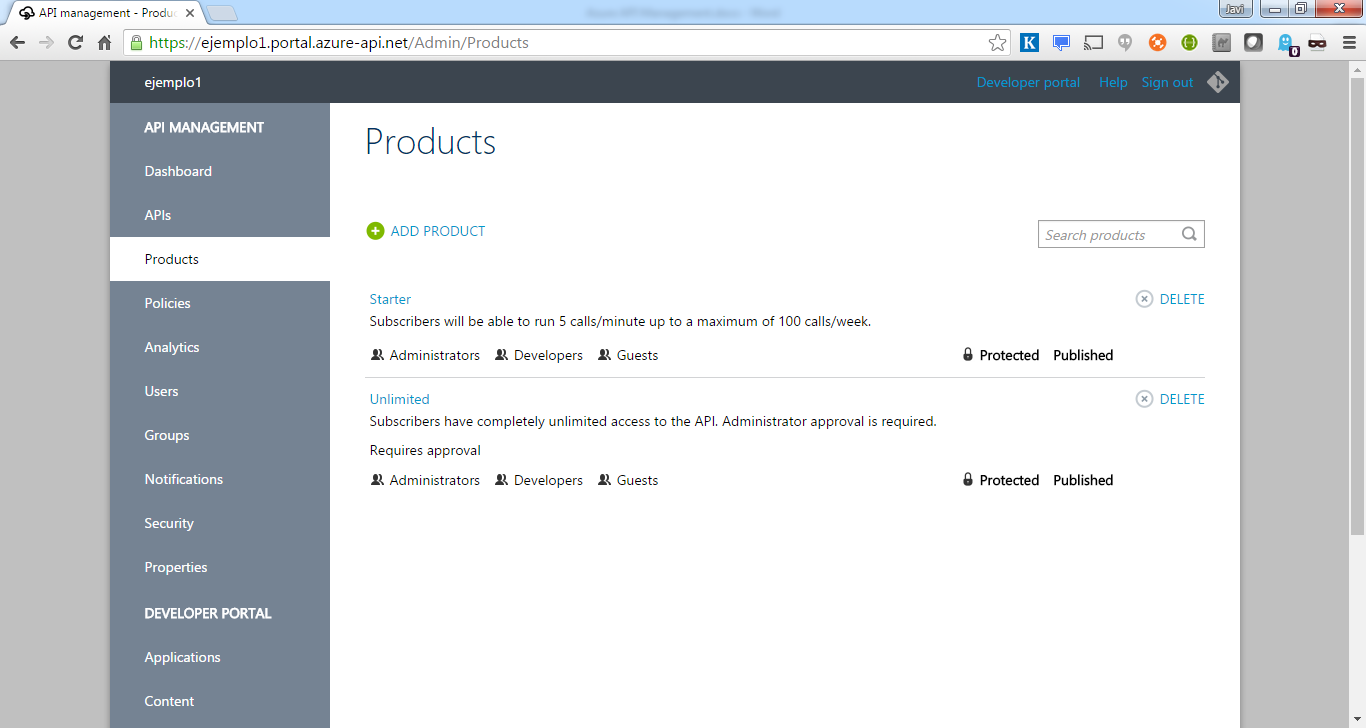 API management - Produ
Javi
https://ejemplo1.portal.azure-api.net/Admin/Products
K
0
ejemplo1
Developer portal Help Sign out
API MANAGEMENT
Dashboard
APIs
Products
Policies
Analytics
Users
Groups
Notifications
Security
Properties
DEVELOPER PORTAL
Applications
Content
Products
ADD PRODUCT
Search products
Starter
DELETE
Subscribers will be able to run 5 calls/minute up to a maximum of 100 calls/week.
Administrators Developers Guests
Protected Published
Unlimited
DELETE
Subscribers have completely unlimited access to the API. Administrator approval is required.
Requires approval
Administrators Developers Guests
Protected Published